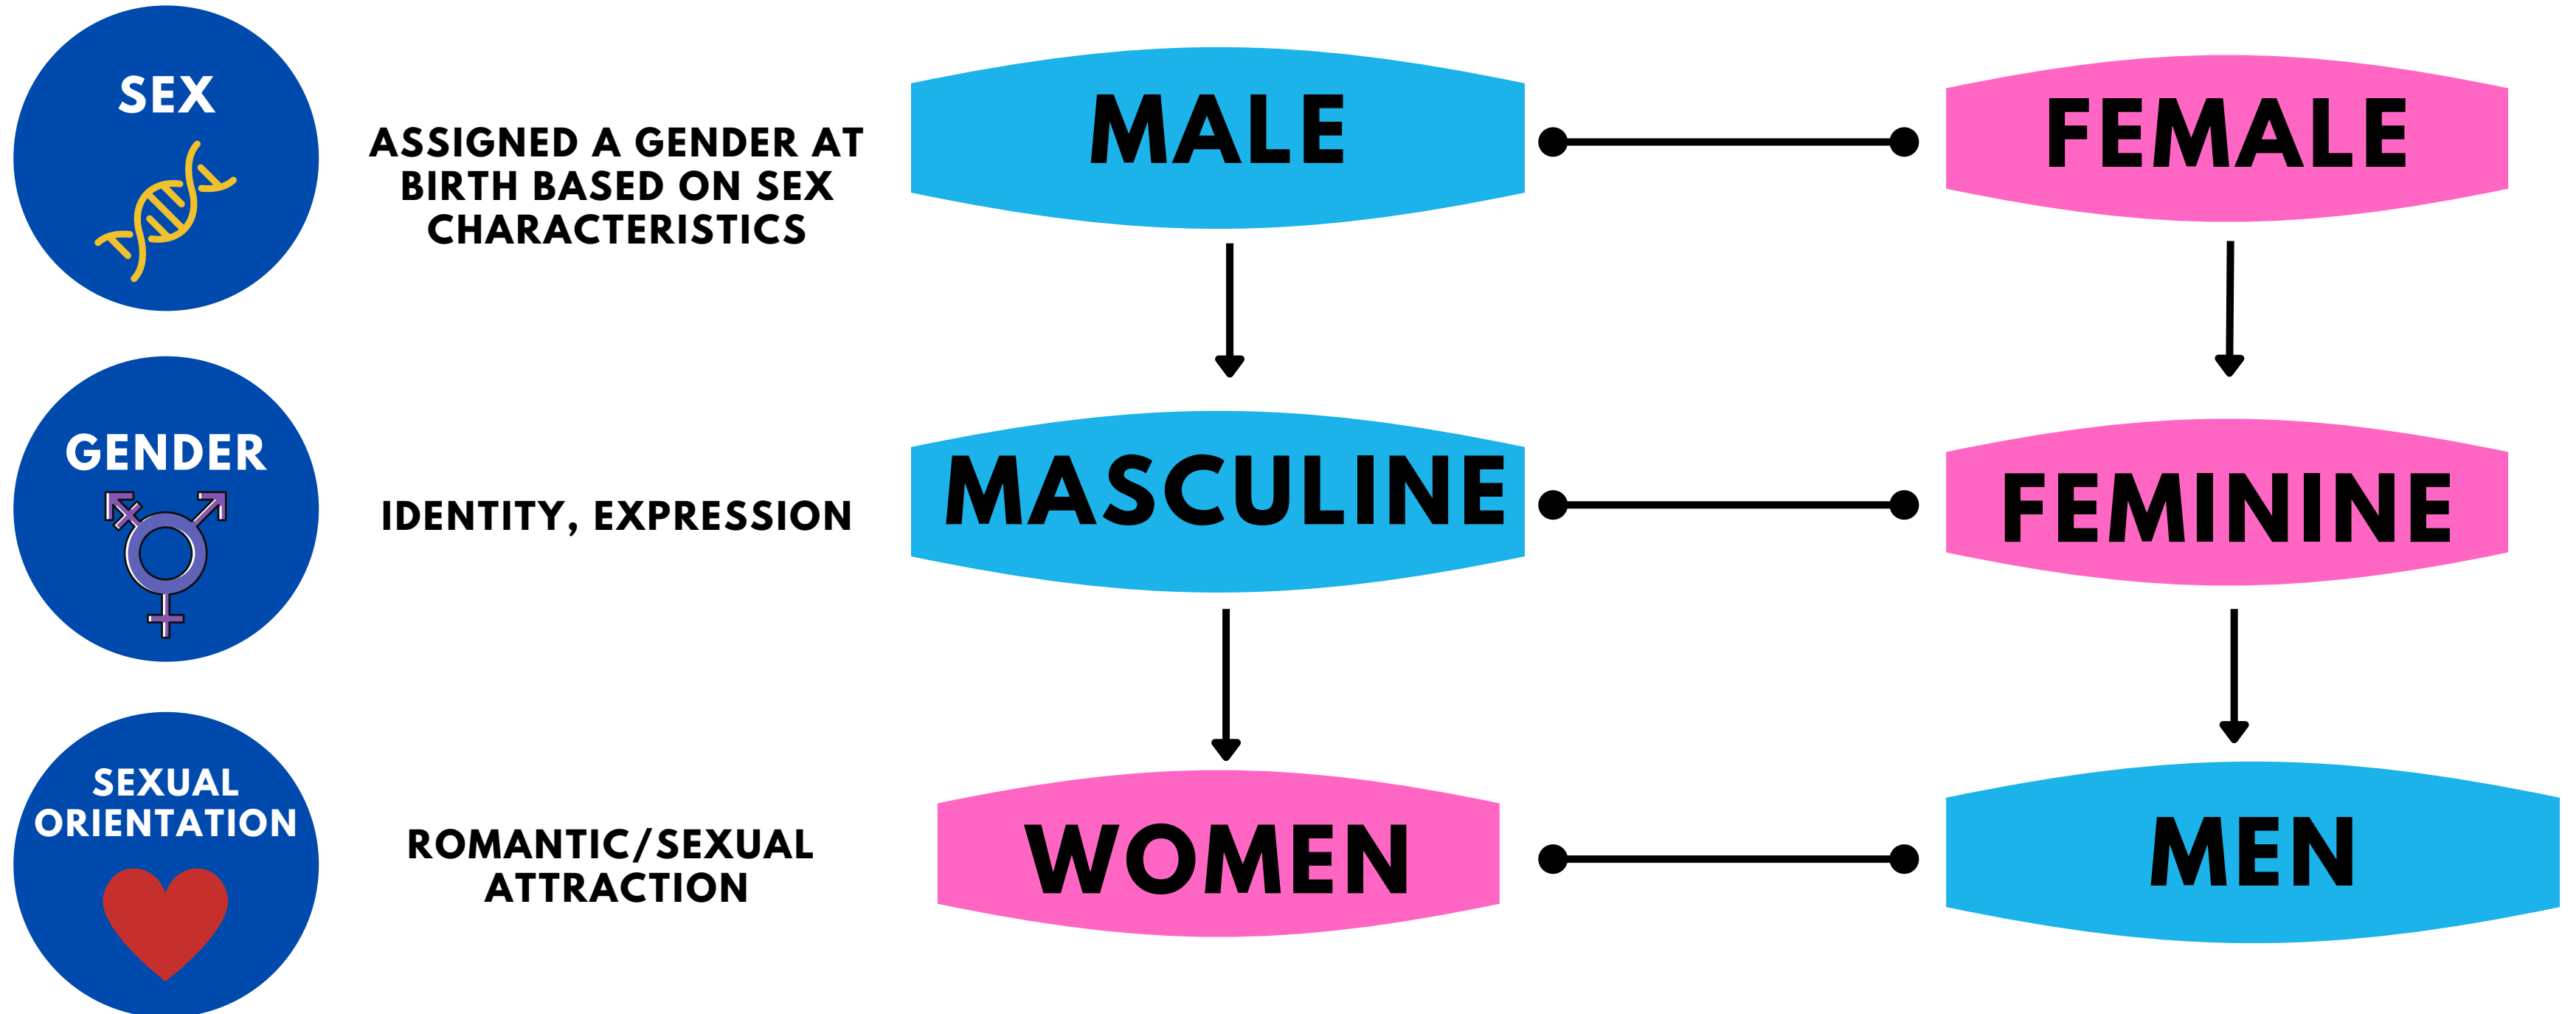 SEX
ASSIGNED A GENDER AT
BIRTH BASED ON SEX
CHARACTERISTICS
MALE
FEMALE
GENDER
IDENTITY, EXPRESSION
MASCULINE
FEMININE
SEXUAL
ORIENTATION
ROMANTIC/SEXUAL
ATTRACTION
WOMEN
MEN